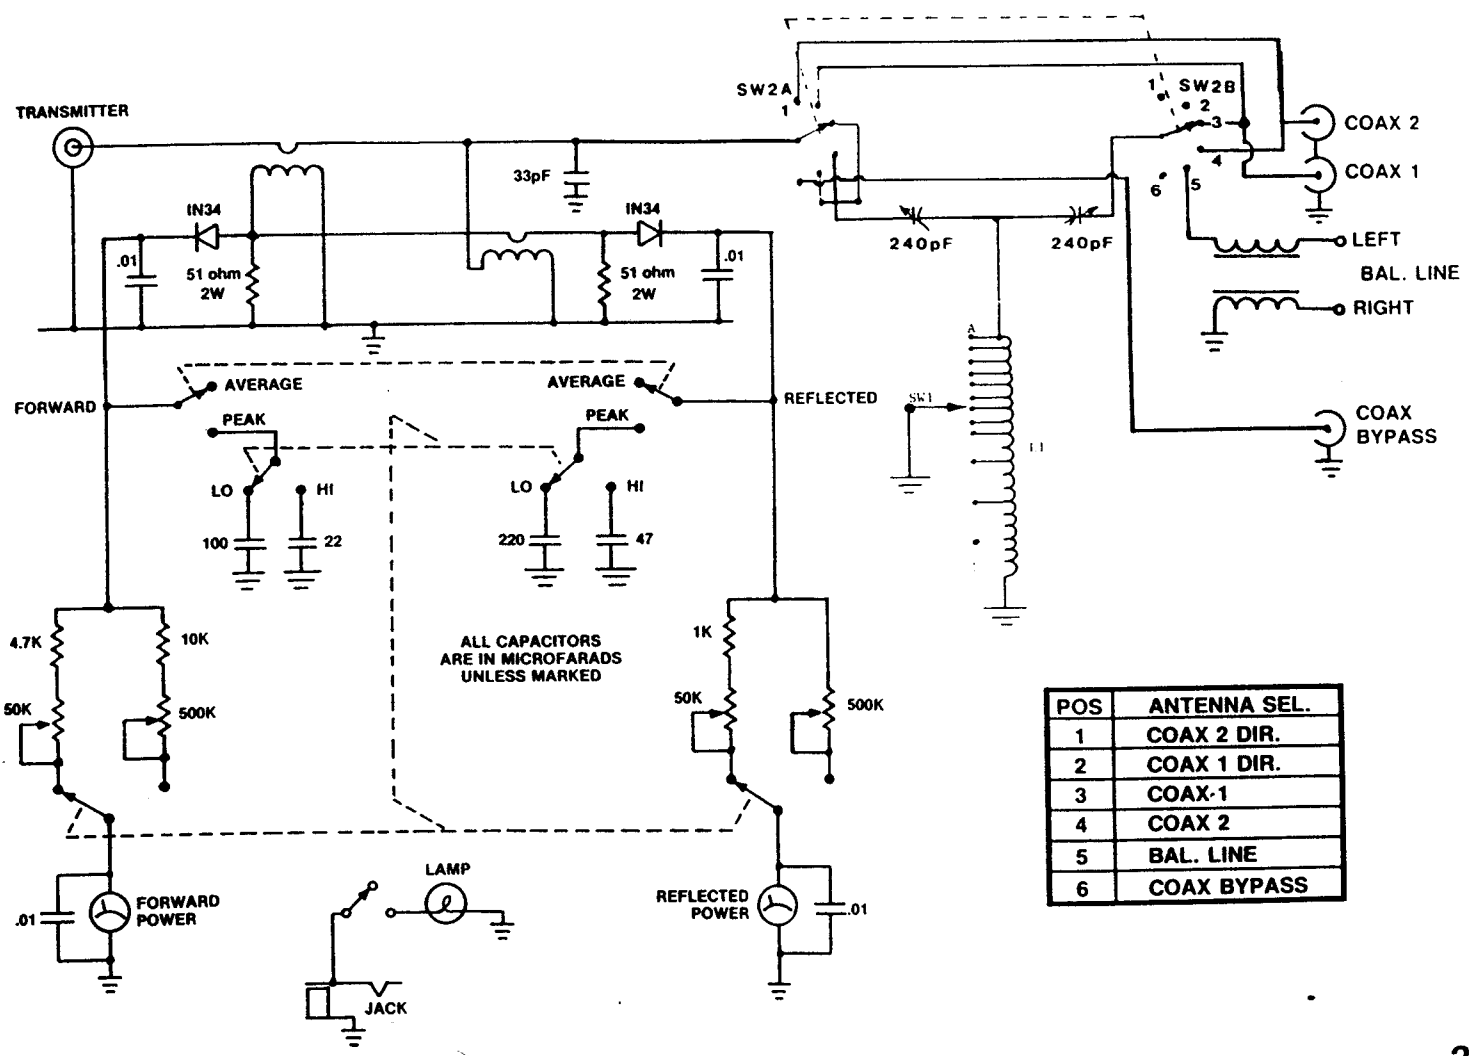 TRANSMITTER
SW2A
1
1
SW2B
2
3
4
5
6
COAX 2
COAX 1
33pF
IN34
IN34
.01
51 ohm
2W
51 ohm
2W
.01
240pF
240pF
LEFT
BAL. LINE
RIGHT
A
SW1
FORWARD
AVERAGE
AVERAGE
REFLECTED
PEAK
PEAK
LO
HI
LO
HI
100
22
220
47
COAX
BYPASS
4.7K
10K
50K
500K
ALL CAPACITORS
ARE IN MICROFARADS
UNLESS MARKED
1K
50K
500K
POS ANTENNA SEL.
1 COAX 2 DIR.
2 COAX 1 DIR.
3 COAX-1
4 COAX 2
5 BAL. LINE
6 COAX BYPASS
.01
FORWARD
POWER
LAMP
JACK
REFLECTED
POWER
.01